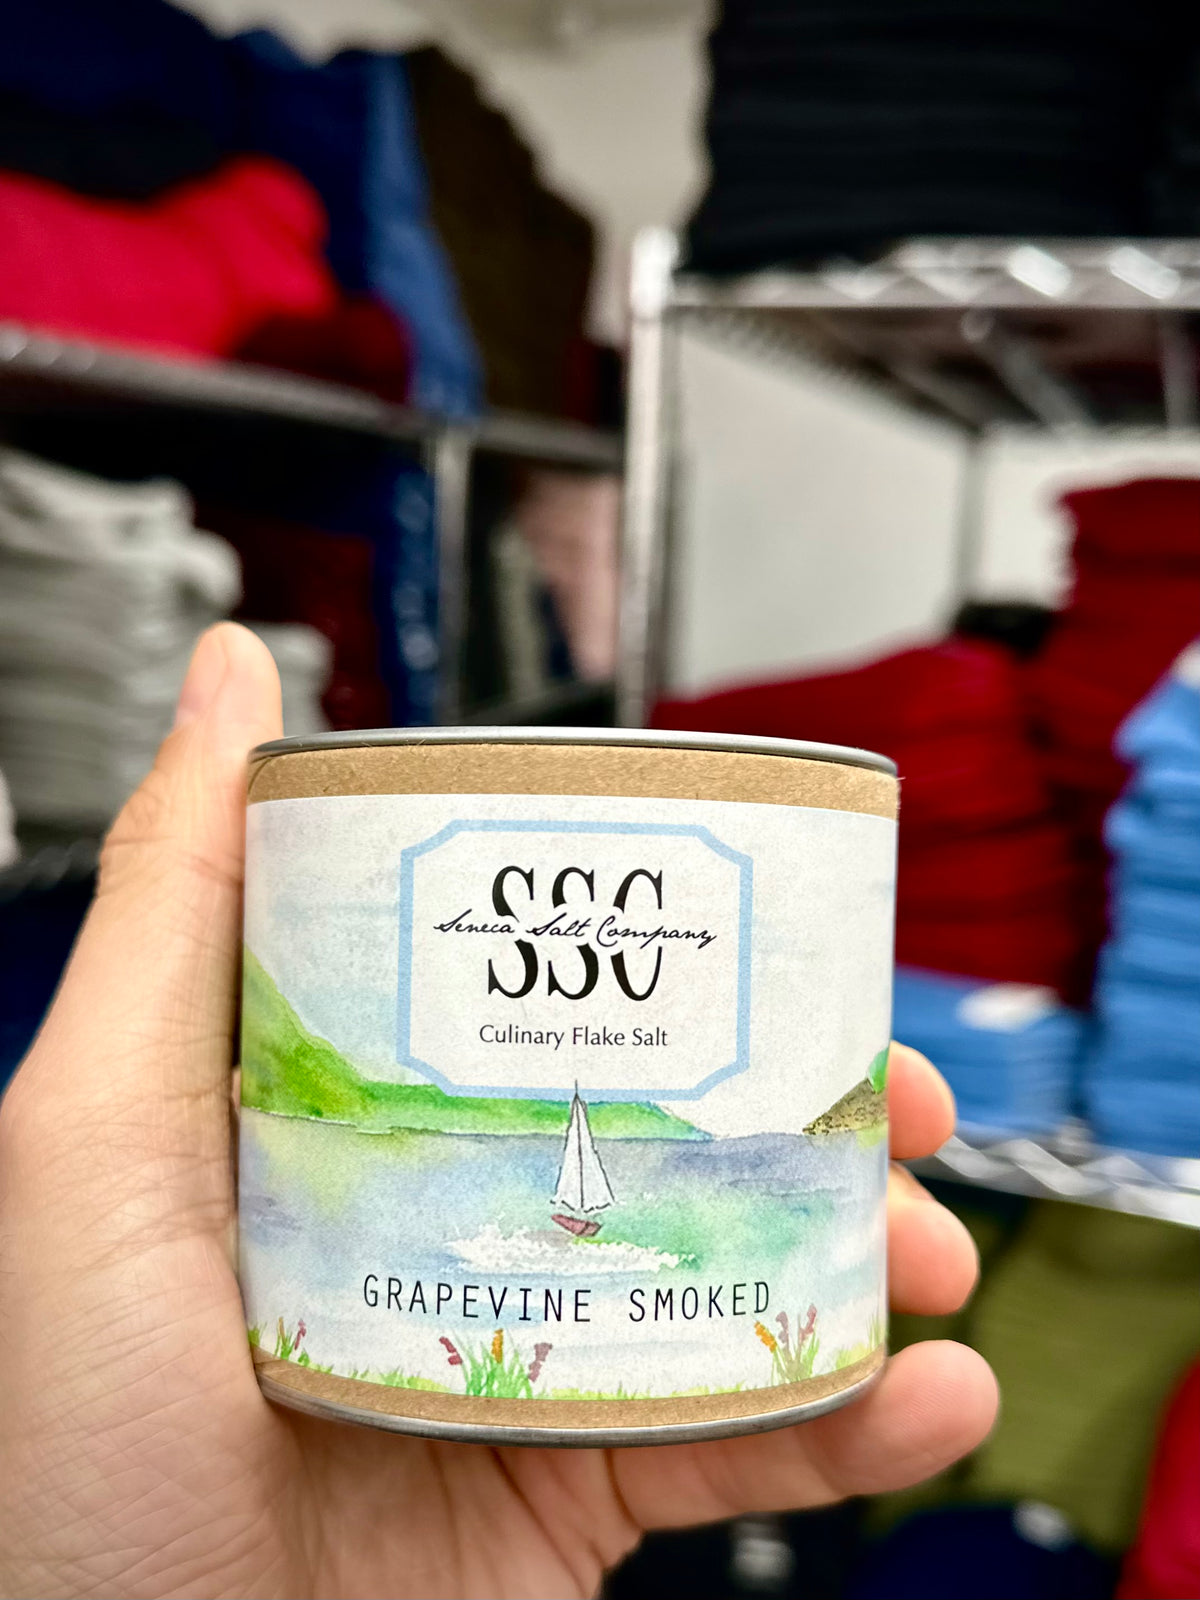 SSC
Seneca Salt Company
Culinary Flake Salt
GRAPEVINE SMOKED